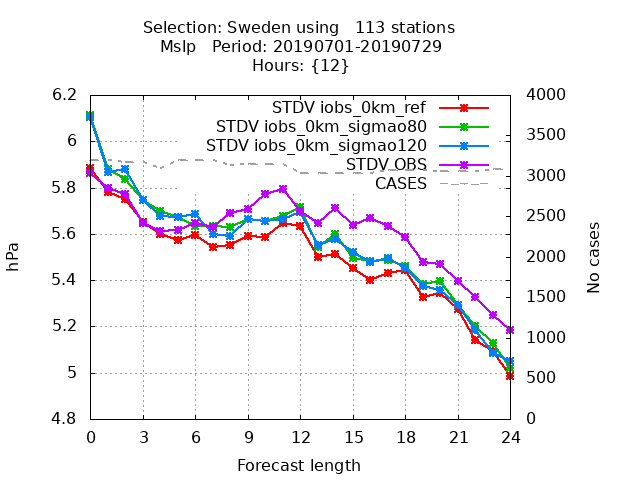 Selection: Sweden using   113 stations
Mslp   Period: 20190701-20190729
Hours: {12}
STDV iobs_0km_ref
STDV iobs_0km_sigmao80
STDV iobs_0km_sigmao120
STDV OBS
CASES
6.2
6
5.8
5.6
5.4
5.2
5
4.8
hPa
4000
3500
3000
2500
2000
1500
1000
500
0
No cases
0 3 6 9 12 15 18 21 24
Forecast length